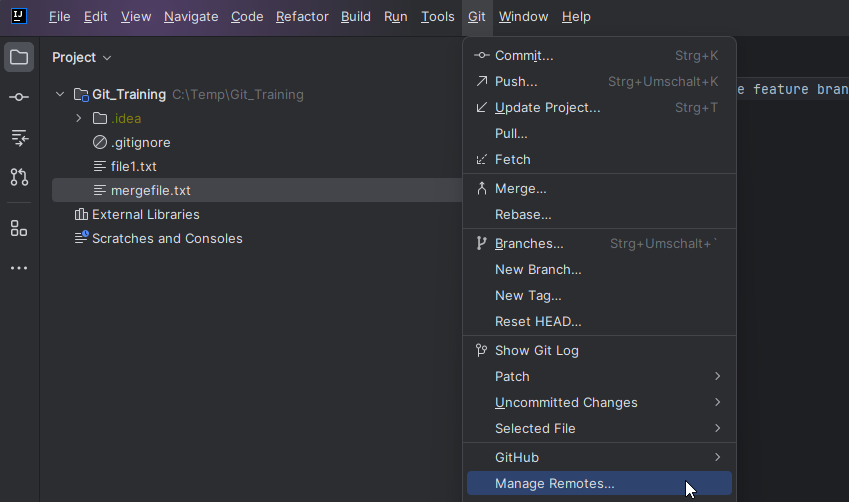 IJ File Edit View Navigate Code Refactor Build Run Tools Git Window Help
Project
Git_Training C:\Temp\Git_Training
.idea
.gitignore
file1.txt
mergefile.txt
External Libraries
Scratches and Consoles
Commit... Strg+K
Push... Strg+Umschalt+K
Update Project... Strg+T
Pull...
Fetch
Merge...
Rebase...
Branches... Strg+Umschalt+`
New Branch...
New Tag...
Reset HEAD...
Show Git Log
Patch
Uncommitted Changes
Selected File
GitHub
Manage Remotes...
e feature bran